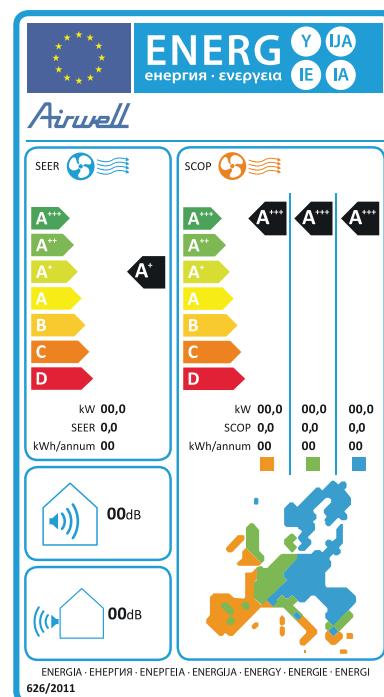 ENERG Y IJA
енергия · ενεργεια IE IA
Airwell
SEER
SCOP
A+++ A+++ A+++ A+++ A+++
A++ A++
A+ A+ A+
A A
B B
C C
D D
kW 00,0
SEER 0,0
kWh/annum 00
kW 00,0 00,0 00,0
SCOP 0,0 0,0 0,0
kWh/annum 00 00 00
00dB
00dB
ENERGIA · ЕНЕРГИЯ · ΕΝΕΡΓΕΙΑ · ENERGIJA · ENERGY · ENERGIE · ENERGI
626/2011